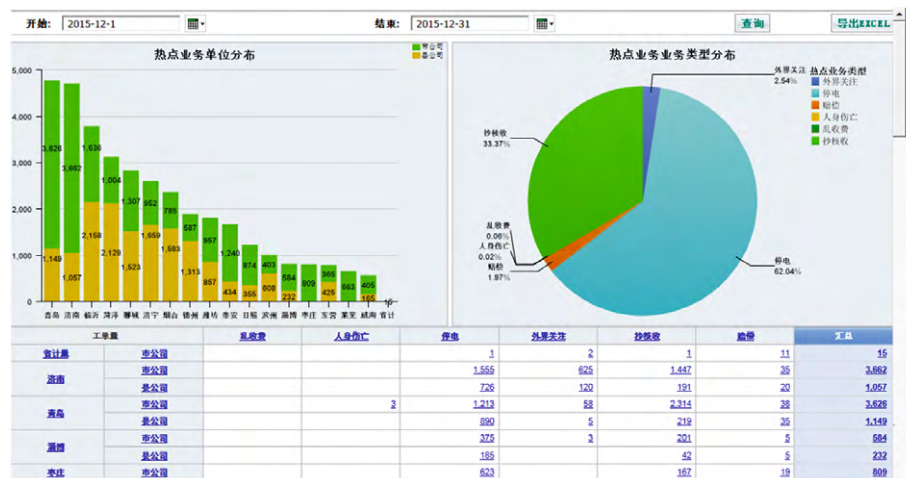 开始: 2015-12-1 结束: 2015-12-31 查询 导出EXCEL
热点业务单位分布
市公司
县公司
5,000
4,000
3,000
2,000
1,000
0
3,626 3,662 1,636 1,004 1,307 952 785 587 957 1,240 874 403 584 809 365 663 405 15
1,149 1,057 2,158 2,129 1,523 1,659 1,583 1,313 857 434 355 608 232 425 165
青岛 济南 临沂 菏泽 聊城 济宁 烟台 德州 潍坊 泰安 日照 滨州 淄博 枣庄 东营 莱芜 威海 省计
热点业务业务类型分布
外界关注
2.54%
抄核收
33.37%
乱收费
0.06%
人身伤亡
0.02%
赔偿
1.97%
停电
62.04%
热点业务类型
外界关注
停电
赔偿
人身伤亡
乱收费
抄核收
工单量 乱收费 人身伤亡 停电 外界关注 抄核收 赔偿 汇总
省计量 市公司 1 2 1 11 15
济南 市公司 1,555 625 1,447 35 3,662
县公司 726 120 191 20 1,057
青岛 市公司 3 1,213 58 2,314 38 3,626
县公司 890 5 219 35 1,149
淄博 市公司 375 3 201 5 584
县公司 185 42 5 232
枣庄 市公司 623 167 19 809